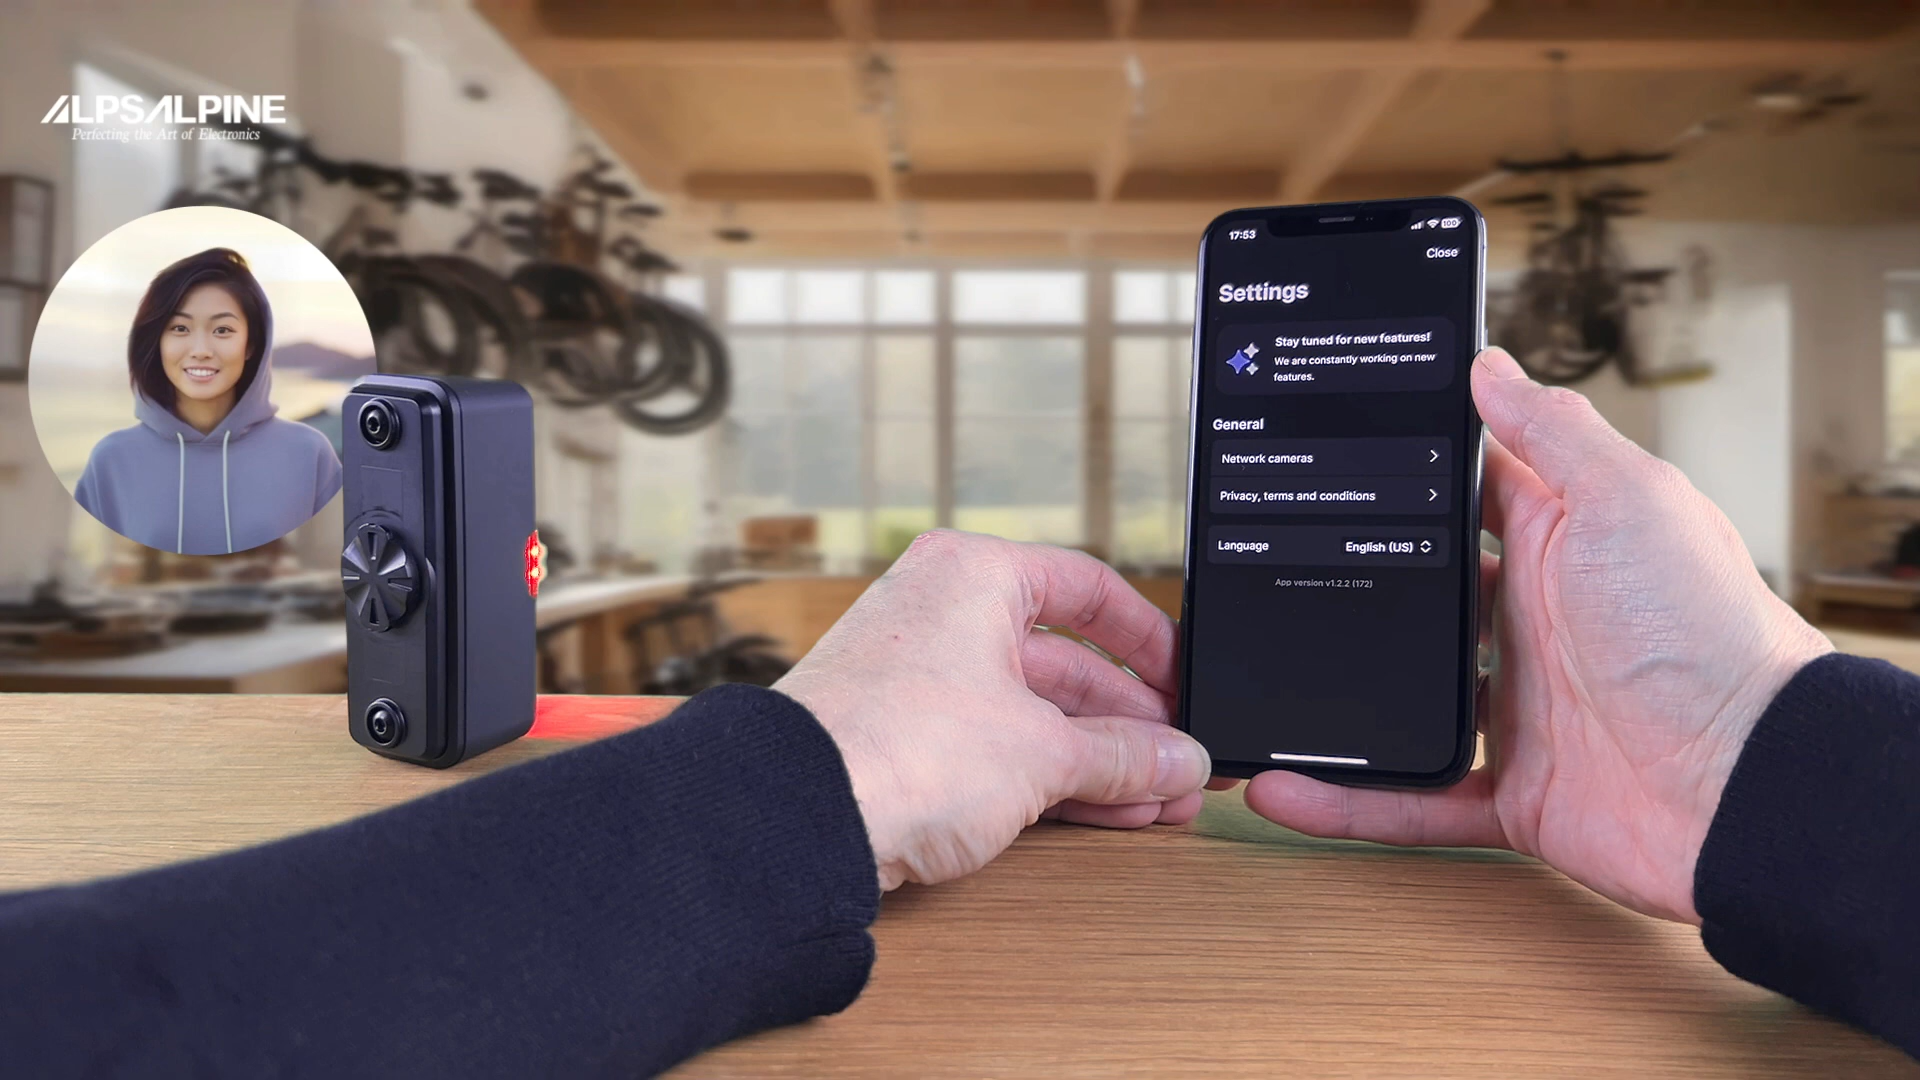 ALPSALPINE
Perfecting the Art of Electronics
17:53
100
Close
Settings
Stay tuned for new features!
We are constantly working on new
features.
General
Network cameras
Privacy, terms and conditions
Language
English (US)
App version v1.2.2 (172)